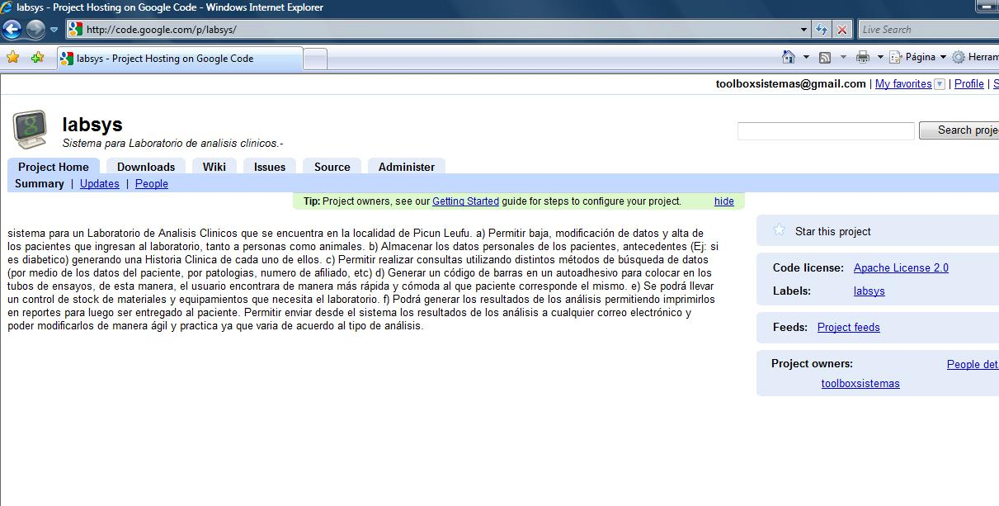 labsys - Project Hosting on Google Code - Windows Internet Explorer
http://code.google.com/p/labsys/
Live Search
labsys - Project Hosting on Google Code
Página
toolboxsistemas@gmail.com | My favorites | Profile |
labsys
Sistema para Laboratorio de analisis clinicos.-
Search
Project Home Downloads Wiki Issues Source Administer
Summary | Updates | People
Tip: Project owners, see our Getting Started guide for steps to configure your project. hide
sistema para un Laboratorio de Analisis Clinicos que se encuentra en la localidad de Picun Leufu. a) Permitir baja, modificación de datos y alta de
los pacientes que ingresan al laboratorio, tanto a personas como animales. b) Almacenar los datos personales de los pacientes, antecedentes (Ej: si
es diabetico) generando una Historia Clinica de cada uno de ellos. c) Permitir realizar consultas utilizando distintos métodos de búsqueda de datos
(por medio de los datos del paciente, por patologias, numero de afiliado, etc) d) Generar un código de barras en un autoadhesivo para colocar en los
tubos de ensayos, de esta manera, el usuario encontrara de manera más rápida y cómoda al que paciente corresponde el mismo. e) Se podrá llevar
un control de stock de materiales y equipamientos que necesita el laboratorio. f) Podrá generar los resultados de los análisis permitiendo imprimirlos
en reportes para luego ser entregado al paciente. Permitir enviar desde el sistema los resultados de los análisis a cualquier correo electrónico y
poder modificarlos de manera ágil y practica ya que varia de acuerdo al tipo de análisis.
Star this project
Code license: Apache License 2.0
Labels: labsys
Feeds: Project feeds
Project owners: People
toolboxsistemas